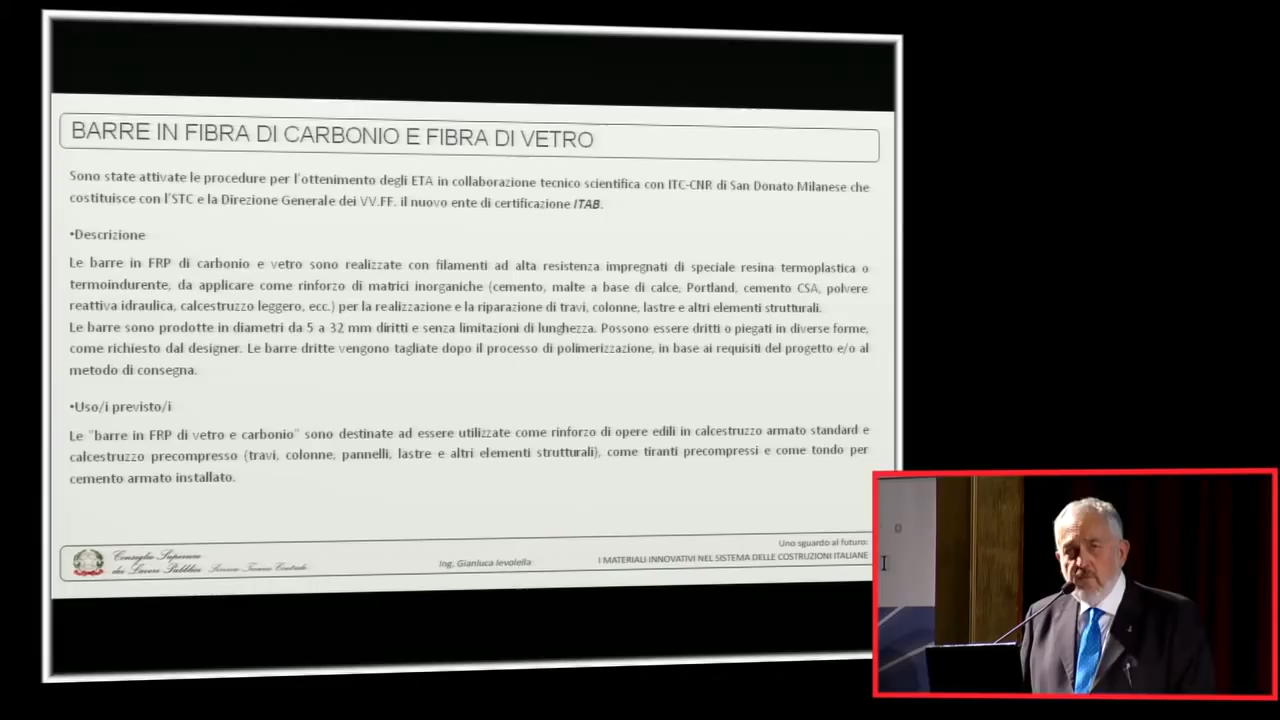 BARRE IN FIBRA DI CARBONIO E FIBRA DI VETRO
Sono state attivate le procedure per l'ottenimento degli ETA in collaborazione tecnico scientifica con ITC-CNR di San Donato Milanese che
costituisce con l'STC e la Direzione Generale dei VV.FF. il nuovo ente di certificazione ITAB.
•Descrizione
Le barre in FRP di carbonio e vetro sono realizzate con filamenti ad alta resistenza impregnati di speciale resina termoplastica o
termoindurente, da applicare come rinforzo di matrici inorganiche (cemento, malte a base di calce, Portland, cemento CSA, polvere
reattiva idraulica, calcestruzzo leggero, ecc.) per la realizzazione e la riparazione di travi, colonne, lastre e altri elementi strutturali.
Le barre sono prodotte in diametri da 5 a 32 mm diritti e senza limitazioni di lunghezza. Possono essere dritti o piegati in diverse forme,
come richiesto dal designer. Le barre dritte vengono tagliate dopo il processo di polimerizzazione, in base ai requisiti del progetto e/o al
metodo di consegna.
•Uso/i previsto/i
Le "barre in FRP di vetro e carbonio" sono destinate ad essere utilizzate come rinforzo di opere edili in calcestruzzo armato standard e
calcestruzzo precompresso (travi, colonne, pannelli, lastre e altri elementi strutturali), come tiranti precompressi e come tondo per
cemento armato installato.
Consiglio Superiore
dei Lavori Pubblici Servizio Tecnico Centrale
Ing. Gianluca Ievolella
Uno sguardo al futuro:
I MATERIALI INNOVATIVI NEL SISTEMA DELLE COSTRUZIONI ITALIANE
O
I